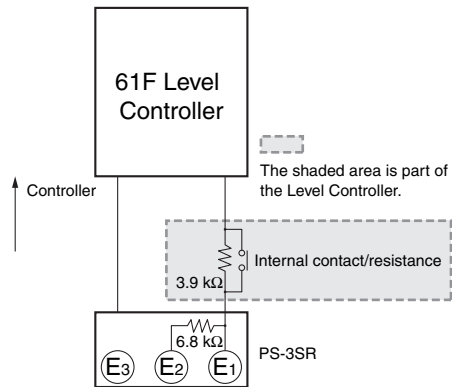 61F Level
Controller
The shaded area is part of
the Level Controller.
Controller
Internal contact/resistance
3.9 kΩ
6.8 kΩ
PS-3SR
E3
E2
E1